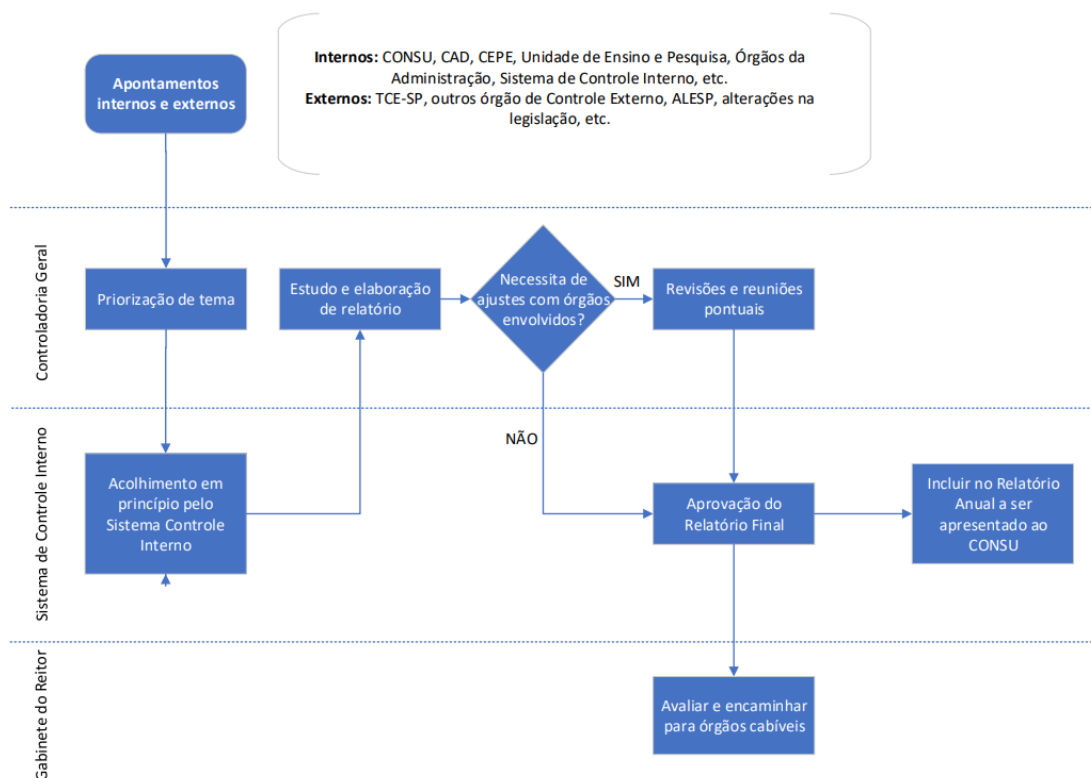 Apontamentos
internos e externos
Internos: CONSU, CAD, CEPE, Unidade de Ensino e Pesquisa, Órgãos da
Administração, Sistema de Controle Interno, etc.
Externos: TCE-SP, outros órgão de Controle Externo, ALESP, alterações na
legislação, etc.
Controladoria Geral
Priorização de tema
Estudo e elaboração
de relatório
Necessita de
ajustes com órgãos
envolvidos?
SIM
Revisões e reuniões
pontuais
NÃO
Sistema de Controle Interno
Acolhimento em
princípio pelo
Sistema Controle
Interno
Aprovação do
Relatório Final
Incluir no Relatório
Anual a ser
apresentado ao
CONSU
Gabinete do Reitor
Avaliar e encaminhar
para órgãos cabíveis